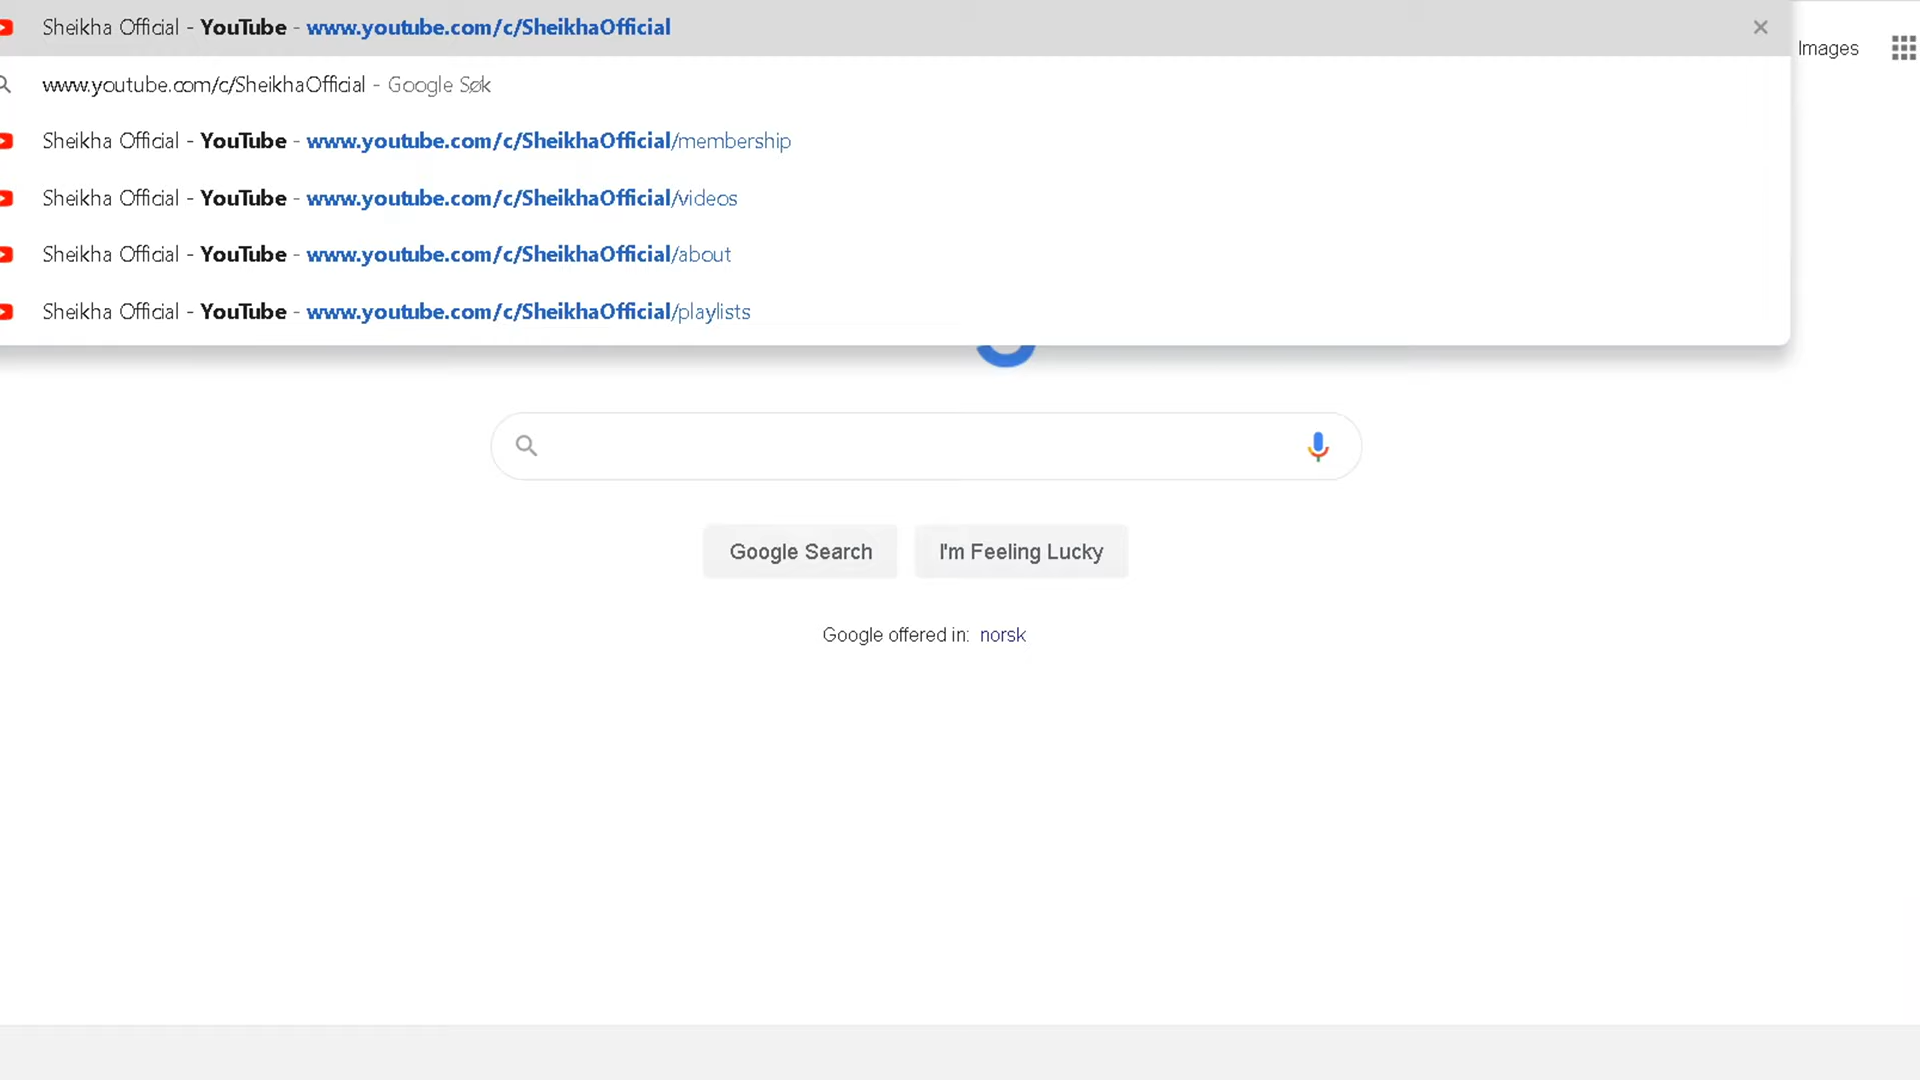 Sheikha Official - YouTube - www.youtube.com/c/SheikhaOfficial
Images
www.youtube.com/c/SheikhaOfficial - Google Søk
Sheikha Official - YouTube - www.youtube.com/c/SheikhaOfficial/membership
Sheikha Official - YouTube - www.youtube.com/c/SheikhaOfficial/videos
Sheikha Official - YouTube - www.youtube.com/c/SheikhaOfficial/about
Sheikha Official - YouTube - www.youtube.com/c/SheikhaOfficial/playlists
Google Search
I'm Feeling Lucky
Google offered in: norsk